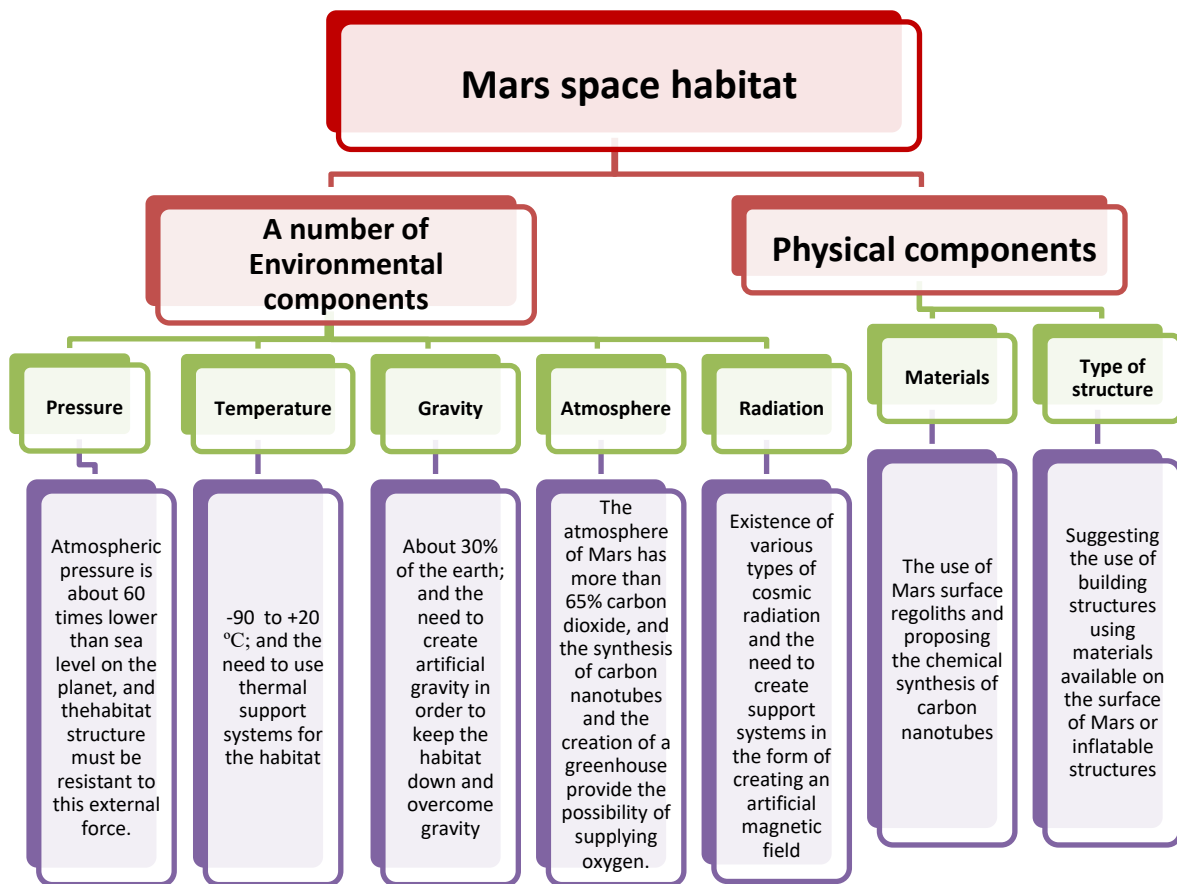 Mars space habitat
A number of
Environmental
components
Physical components
Pressure
Temperature
Gravity
Atmosphere
Radiation
Materials
Type of
structure
Atmospheric
pressure is
about 60
times lower
than sea
level on the
planet, and
thehabitat
structure
must be
resistant to
this external
force.
-90 to +20
ºC; and the
need to use
thermal
support
systems for
the habitat
About 30%
of the earth;
and the
need to
create
artificial
gravity in
order to
keep the
habitat
down and
overcome
gravity
The
atmosphere
of Mars has
more than
65% carbon
dioxide, and
the synthesis
of carbon
nanotubes
and the
creation of a
greenhouse
provide the
possibility of
supplying
oxygen.
Existence of
various
types of
cosmic
radiation
and the
need to
create
support
systems in
the form of
creating an
artificial
magnetic
field
The use of
Mars surface
regoliths and
proposing
the chemical
synthesis of
carbon
nanotubes
Suggesting
the use of
building
structures
using
materials
available on
the surface
of Mars or
inflatable
structures